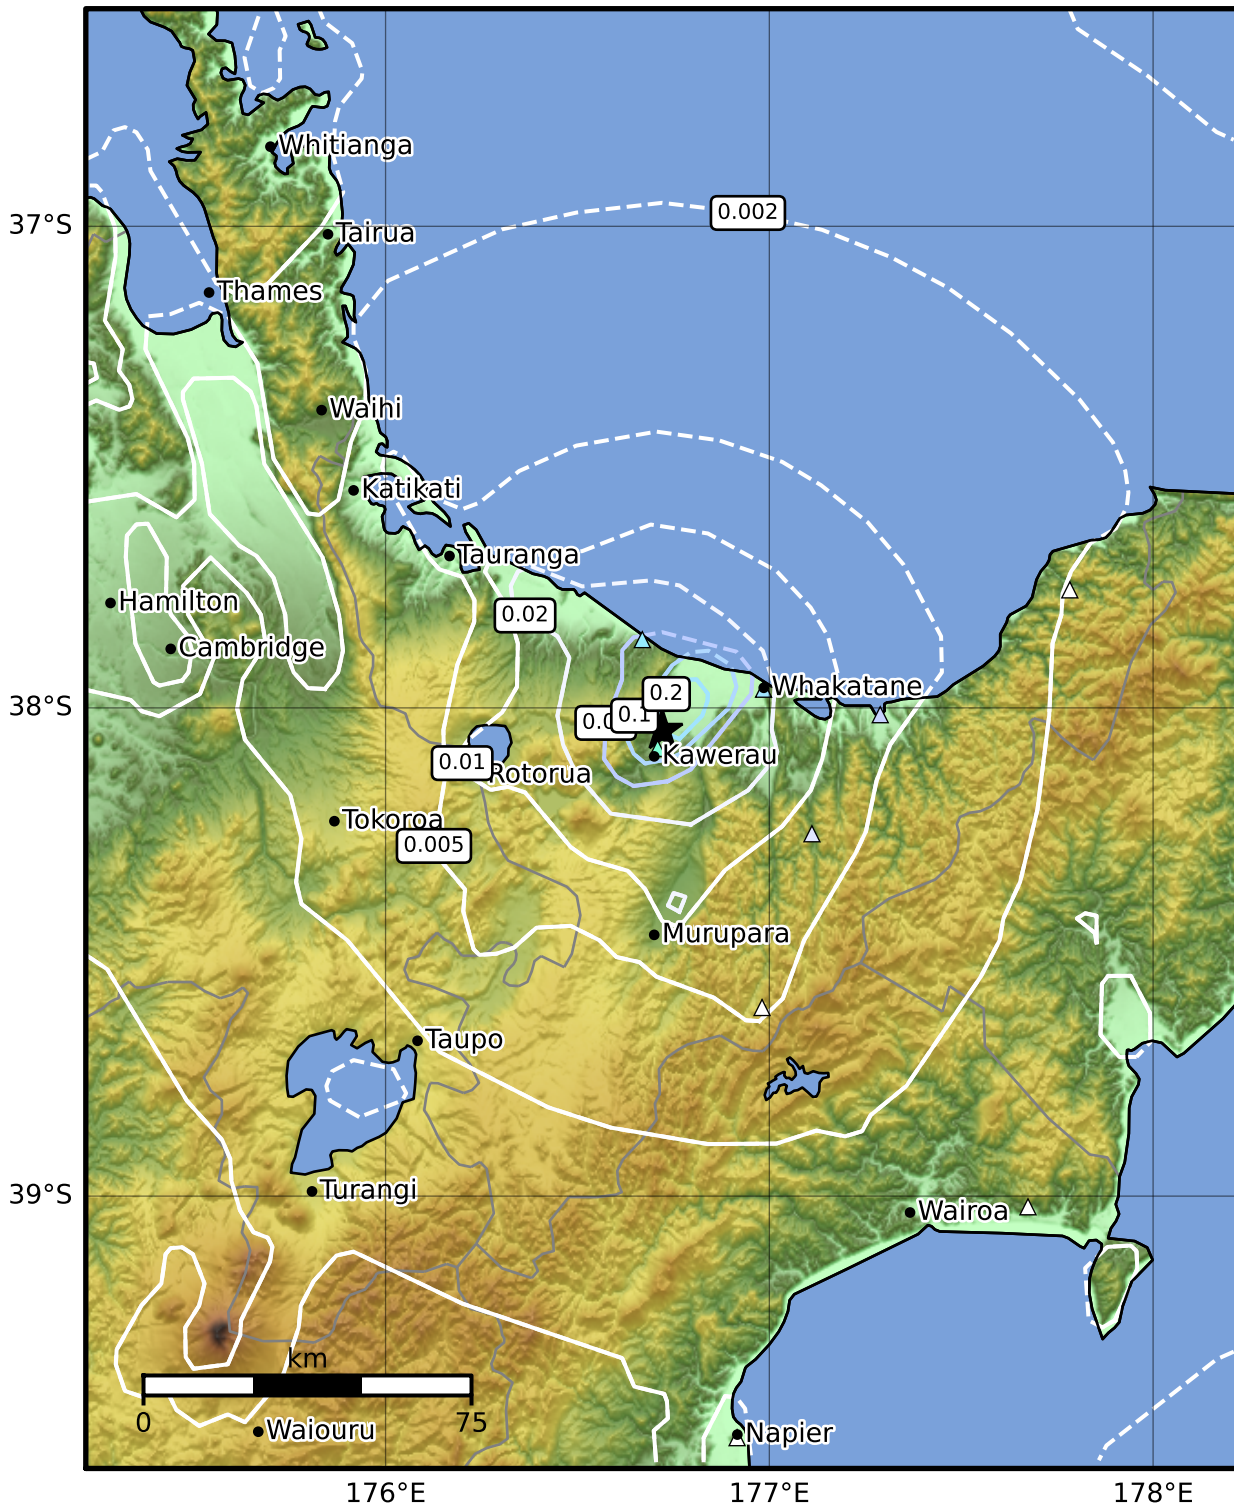 Whitianga
0.002
37°S
Tairua
Thames
Waihi
Katikati
Tauranga
Hamilton
0.02
Cambridge
Whakatane
0.2
38°S
0.1
Kawerau
0.01
Rotorua
Tokoroa
0.005
Murupara
Taupo
39°S
Turangi
Wairoa
km
0
75
Waiouru
Napier
176°E
177°E
178°E